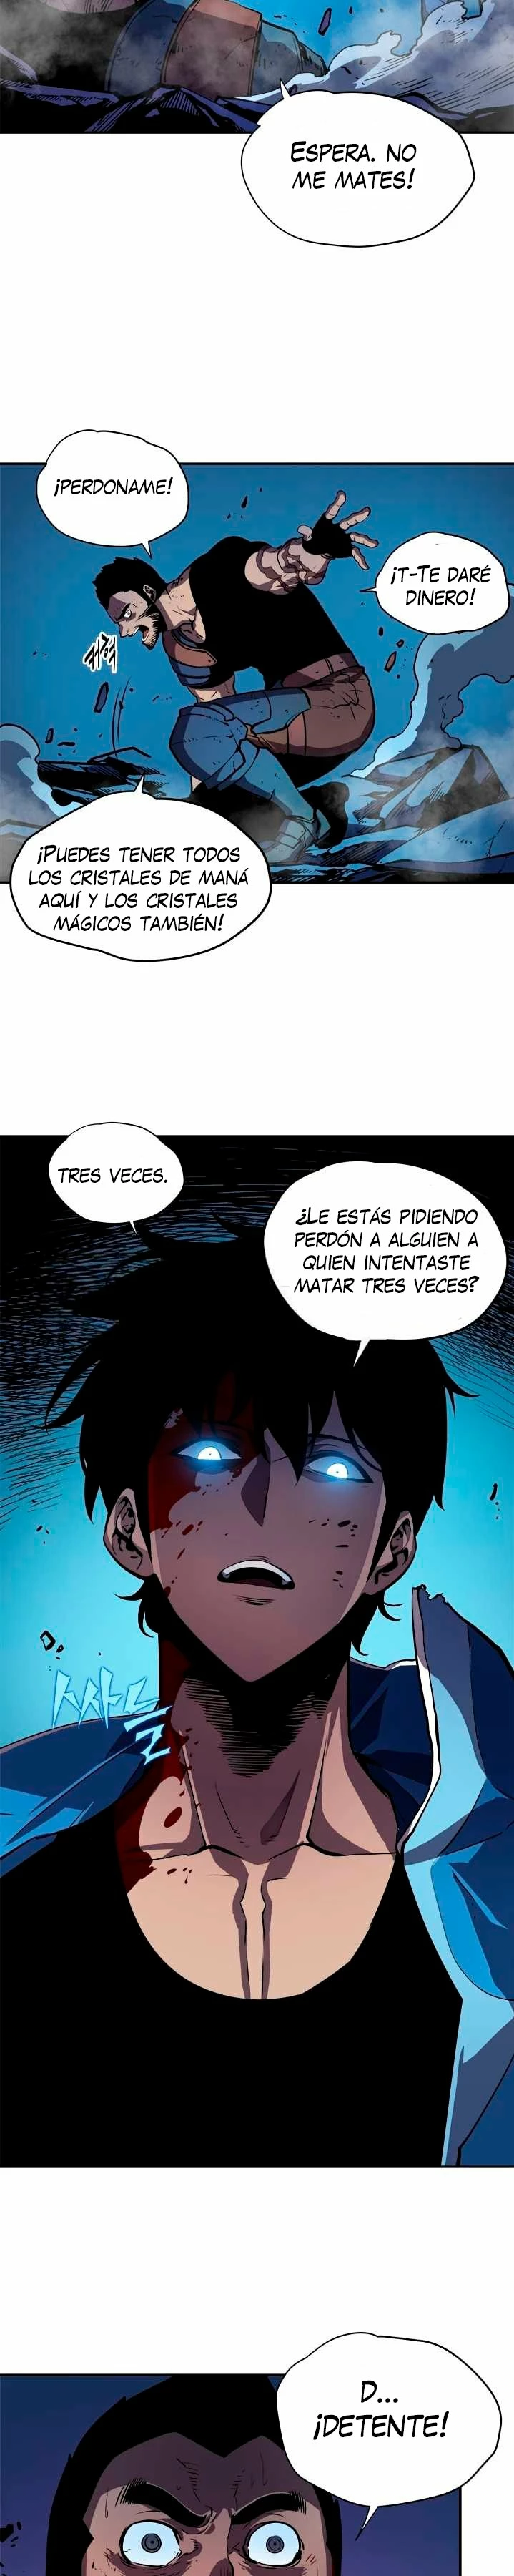 ESPERA. NO
ME MATES!
¡PERDONAME!
¡T-TE DARÉ
DINERO!
¡PUEDES TENER TODOS
LOS CRISTALES DE MANÁ
AQUÍ Y LOS CRISTALES
MÁGICOS TAMBIÉN!
TRES VECES.
¿LE ESTÁS PIDIENDO
PERDÓN A ALGUIEN A
QUIEN INTENTASTE
MATAR TRES VECES?
D...
¡DETENTE!